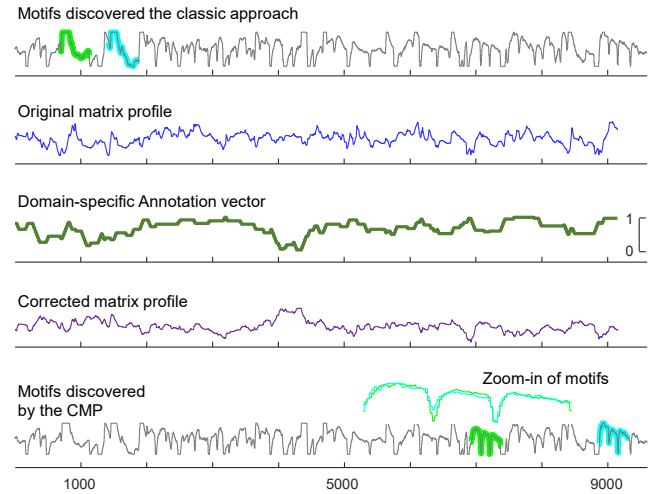 Motifs discovered the classic approach
Original matrix profile
Domain-specific Annotation vector
1
0
Corrected matrix profile
Zoom-in of motifs
Motifs discovered
by the CMP
1000 5000 9000